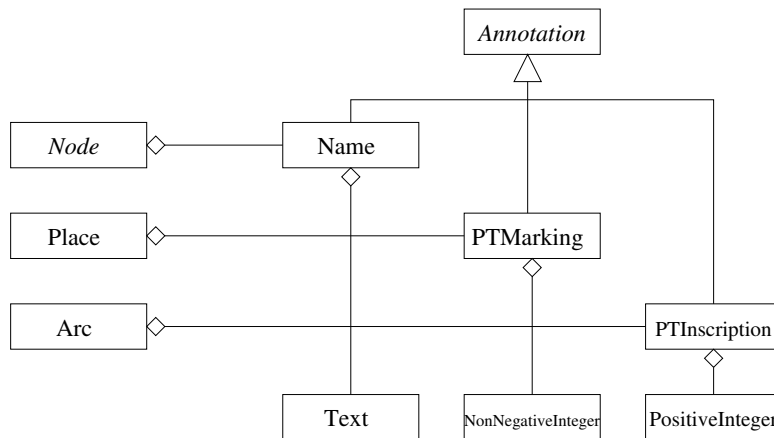 Annotation
Node
Name
Place
PTMarking
Arc
PTInscription
Text
NonNegativeInteger
PositiveInteger